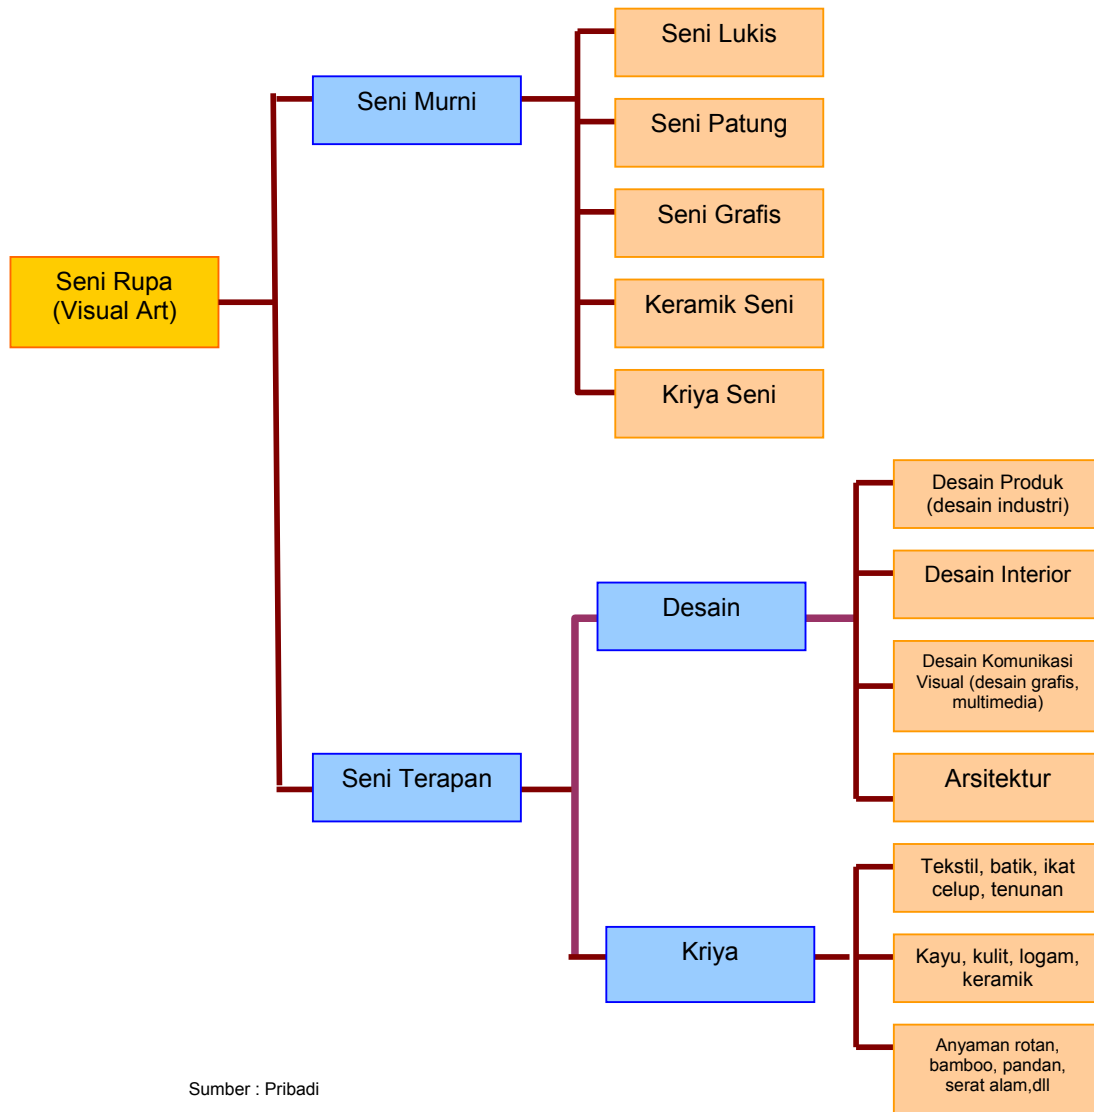 Seni Rupa
(Visual Art)
Seni Murni
Seni Lukis
Seni Patung
Seni Grafis
Keramik Seni
Kriya Seni
Seni Terapan
Desain
Desain Produk
(desain industri)
Desain Interior
Desain Komunikasi
Visual (desain grafis,
multimedia)
Arsitektur
Kriya
Tekstil, batik, ikat
celup, tenunan
Kayu, kulit, logam,
keramik
Anyaman rotan,
bamboo, pandan,
serat alam,dll
Sumber : Pribadi